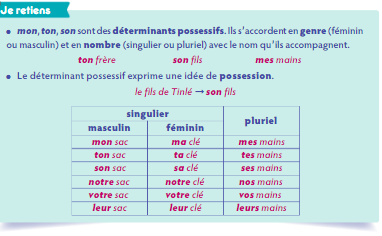 Je retiens
• mon, ton, son sont des déterminants possessifs. Ils s'accordent en genre (féminin
ou masculin) et en nombre (singulier ou pluriel) avec le nom qu'ils accompagnent.
ton frère son fils mes mains
• Le déterminant possessif exprime une idée de possession.
le fils de Tinlé → son fils
singulier pluriel
masculin féminin
mon sac ma clé mes mains
ton sac ta clé tes mains
son sac sa clé ses mains
notre sac notre clé nos mains
votre sac votre clé vos mains
leur sac leur clé leurs mains